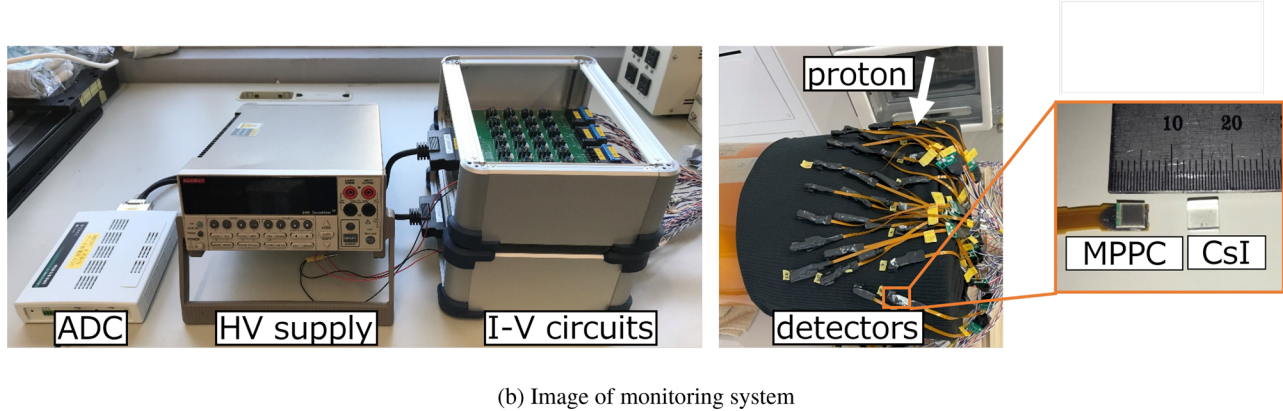 proton
10 20
MPPC CsI
ADC HV supply I-V circuits detectors
(b) Image of monitoring system